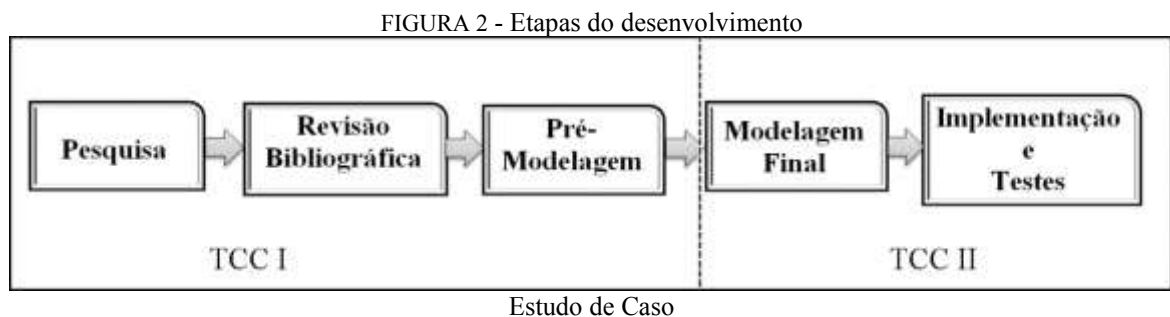 FIGURA 2 - Etapas do desenvolvimento
Pesquisa
Revisão
Bibliográfica
Pré-
Modelagem
Modelagem
Final
Implementação
e
Testes
TCC I
TCC II
Estudo de Caso